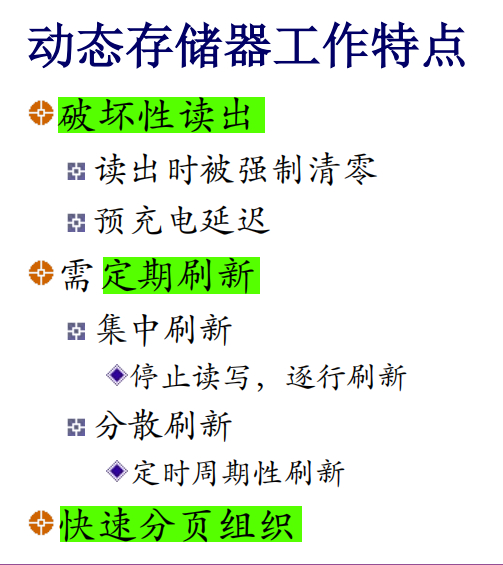 动态存储器工作特点
破坏性读出
读出时被强制清零
预充电延迟
需定期刷新
集中刷新
停止读写，逐行刷新
分散刷新
定时周期性刷新
快速分页组织